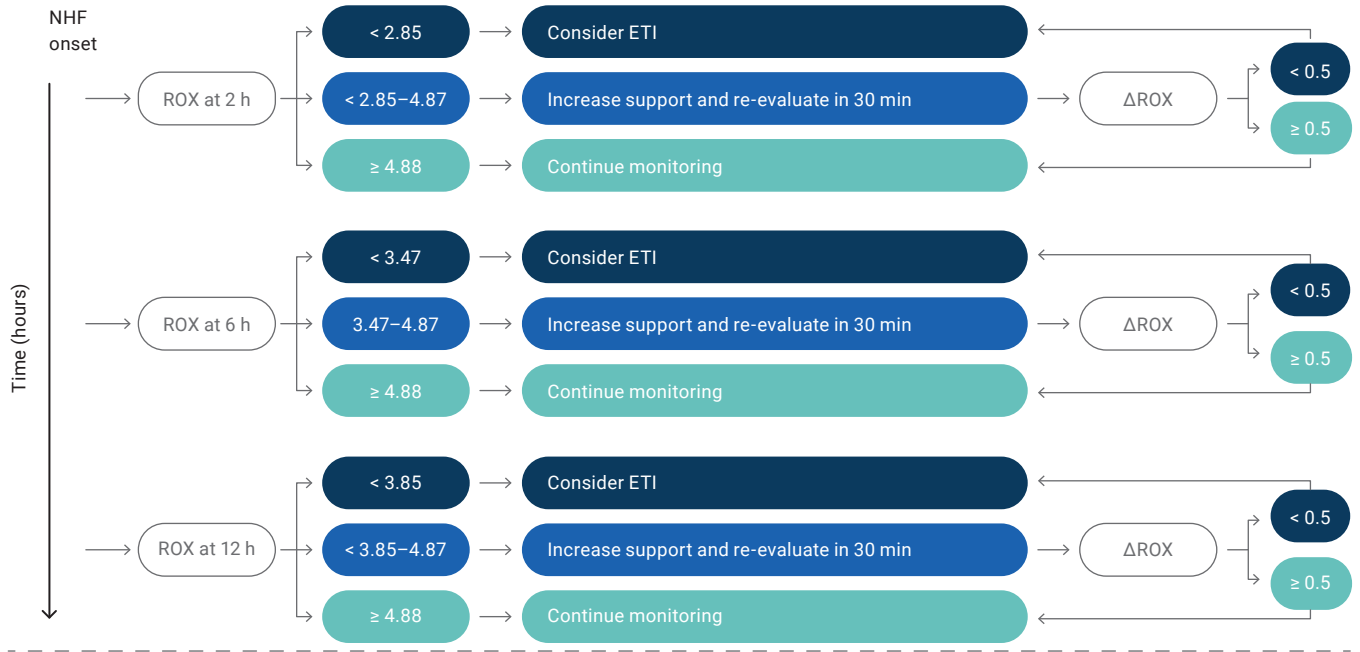 NHF
onset
Time (hours)
ROX at 2 h
< 2.85
Consider ETI
< 2.85–4.87
Increase support and re-evaluate in 30 min
ΔROX
< 0.5
≥ 0.5
≥ 4.88
Continue monitoring
ROX at 6 h
< 3.47
Consider ETI
3.47–4.87
Increase support and re-evaluate in 30 min
ΔROX
< 0.5
≥ 0.5
≥ 4.88
Continue monitoring
ROX at 12 h
< 3.85
Consider ETI
< 3.85–4.87
Increase support and re-evaluate in 30 min
ΔROX
< 0.5
≥ 0.5
≥ 4.88
Continue monitoring